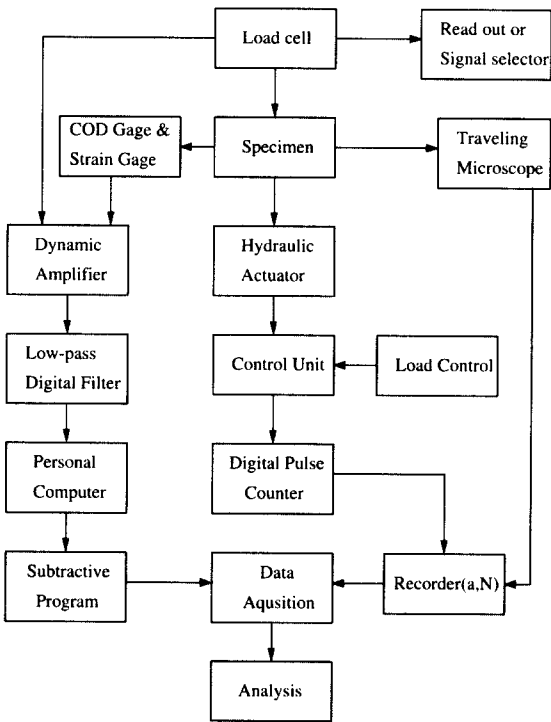 Load cell
Read out or
Signal selector
COD Gage &
Strain Gage
Specimen
Traveling
Microscope
Dynamic
Amplifier
Hydraulic
Actuator
Low-pass
Digital Filter
Control Unit
Load Control
Personal
Computer
Digital Pulse
Counter
Subtractive
Program
Data
Aqusition
Recorder(a,N)
Analysis